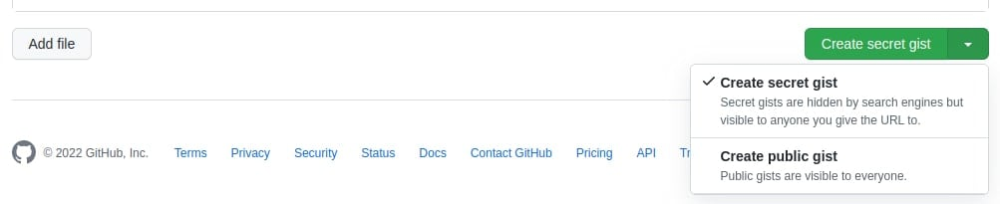 Add file
Create secret gist
Create secret gist
Secret gists are hidden by search engines but
visible to anyone you give the URL to.
Create public gist
Public gists are visible to everyone.
© 2022 GitHub, Inc. Terms Privacy Security Status Docs Contact GitHub Pricing API